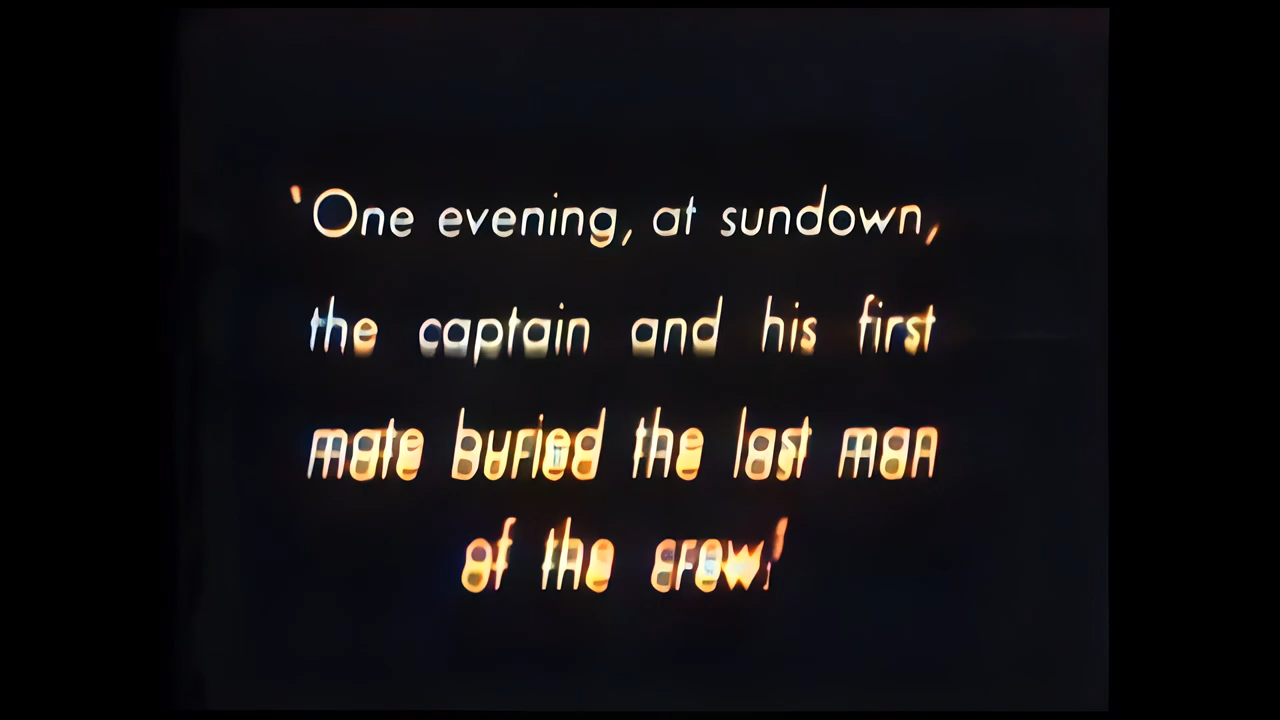 'One evening, at sundown,
the captain and his first
mate buried the last man
of the crew.'